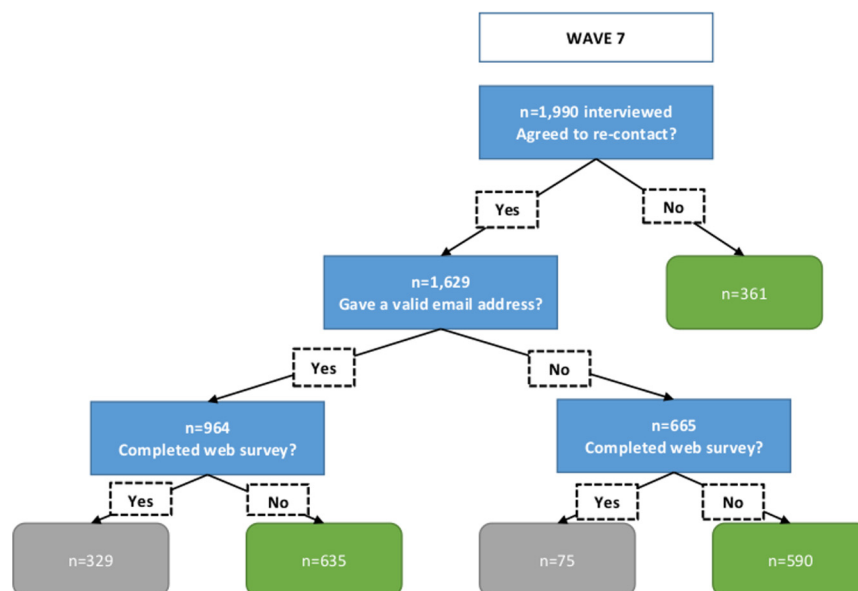 WAVE 7
n=1,990 interviewed
Agreed to re-contact?
Yes
No
n=1,629
Gave a valid email address?
n=361
Yes
No
n=964
Completed web survey?
n=665
Completed web survey?
Yes
No
Yes
No
n=329
n=635
n=75
n=590